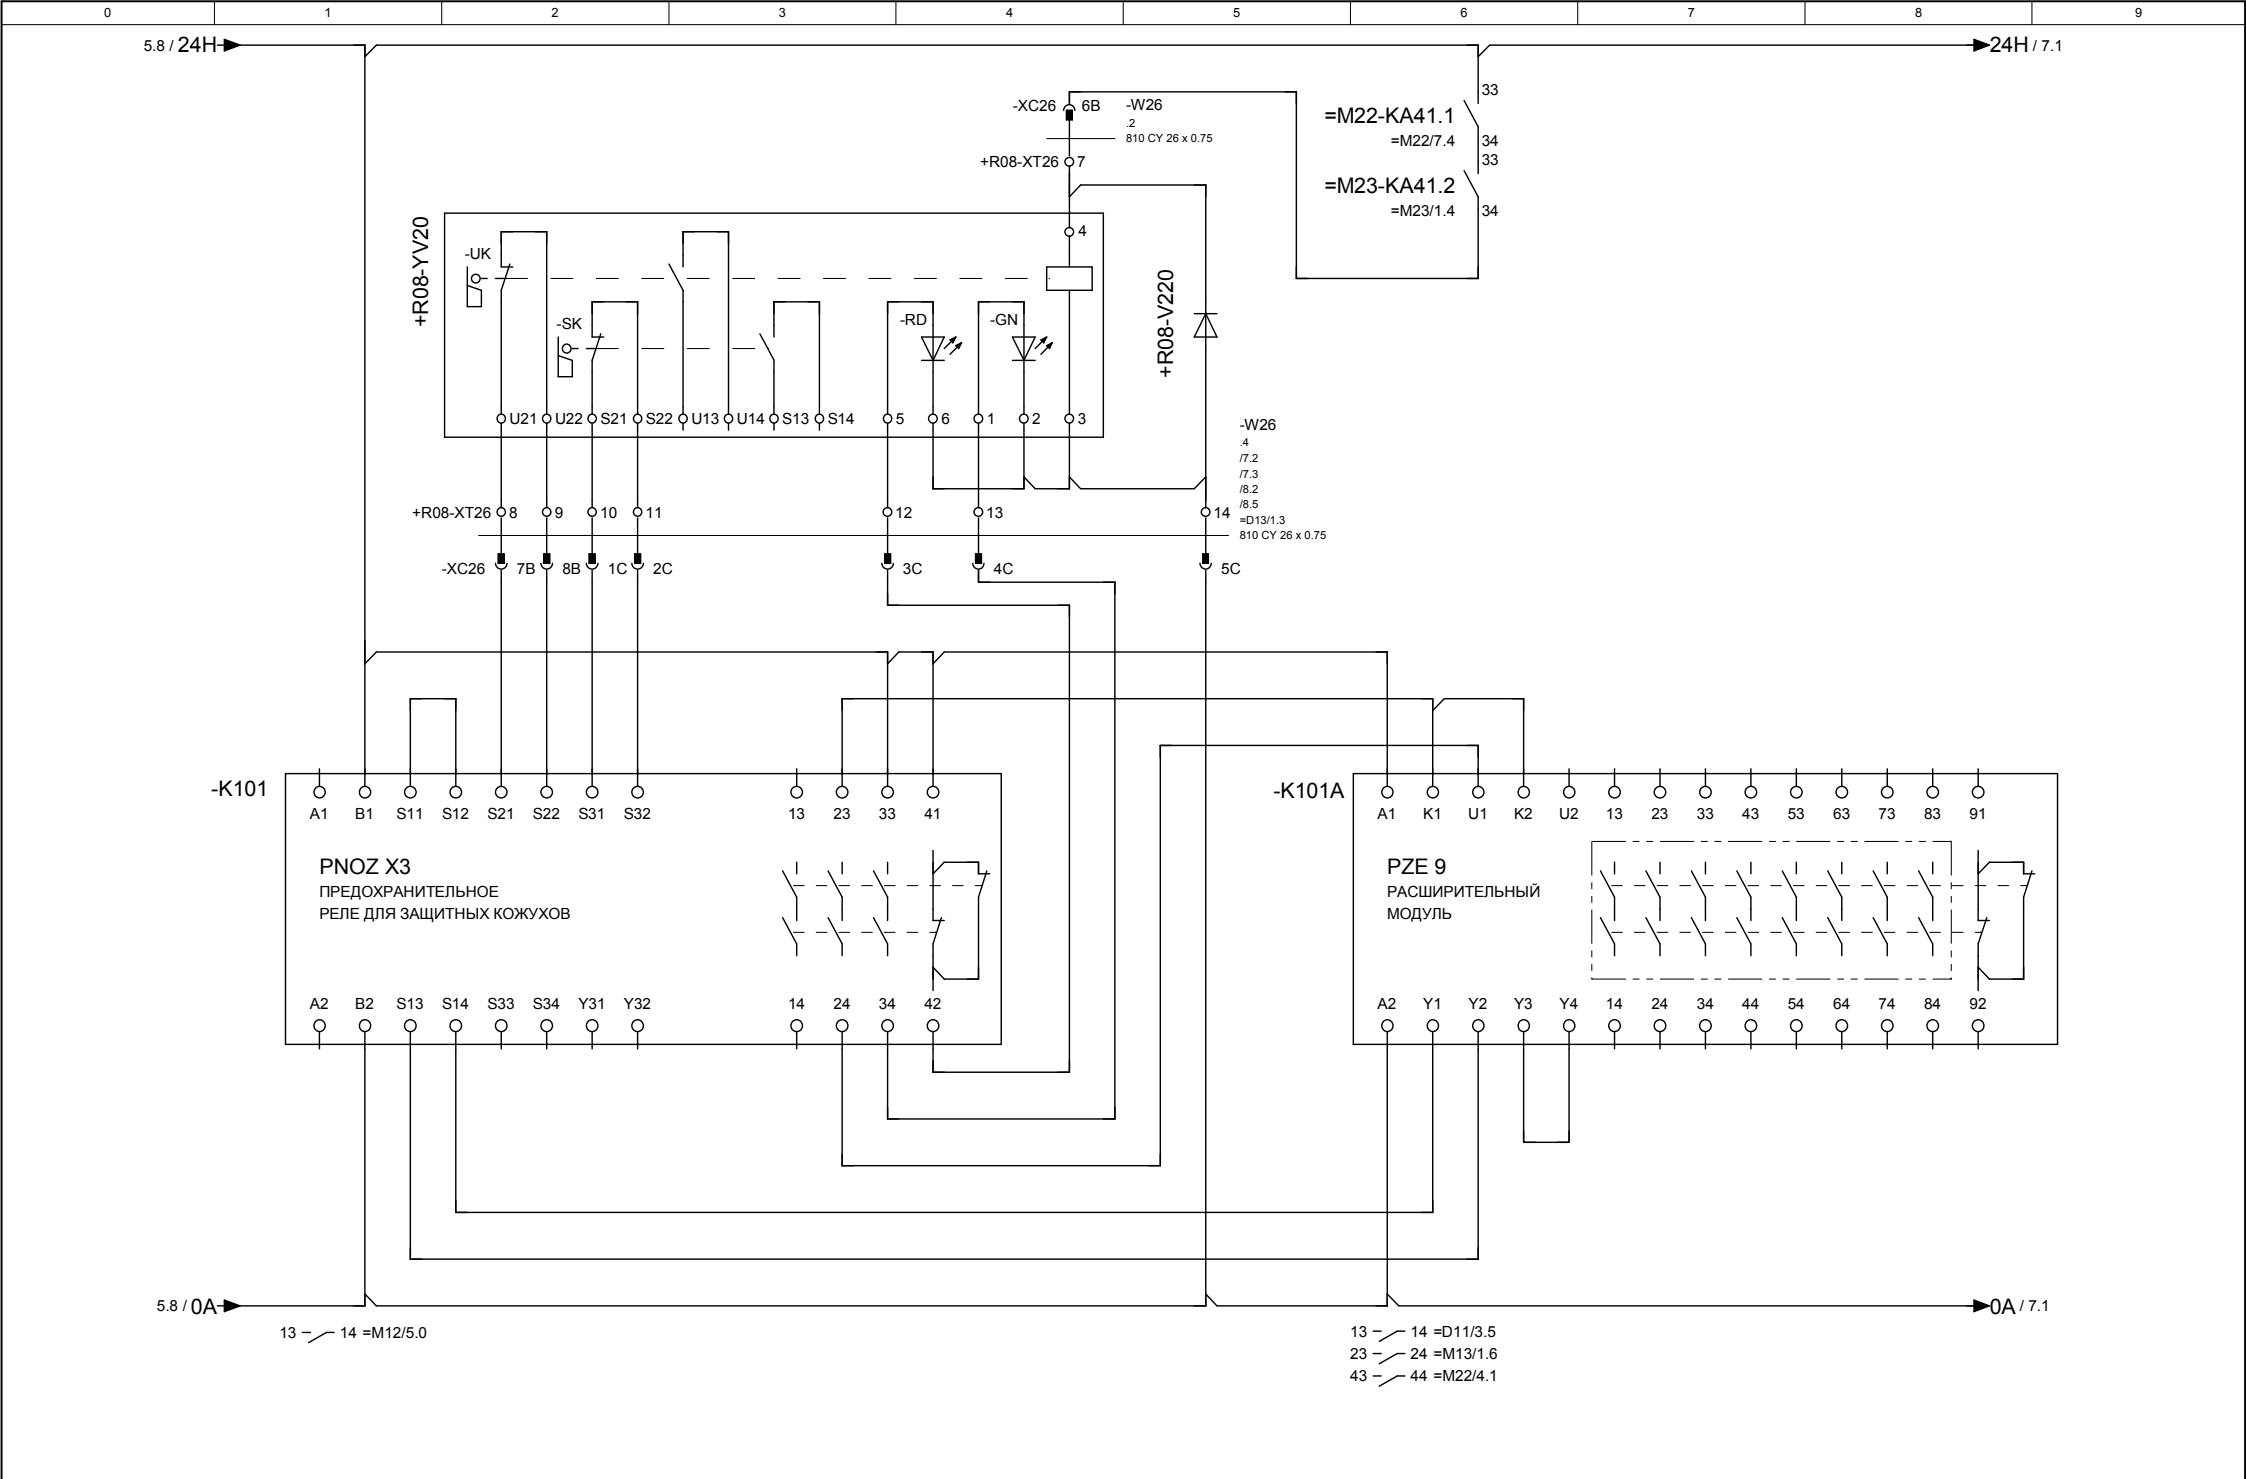 0 1 2 3 4 5 6 7 8 9
5.8 / 24H
24H / 7.1
-XC26 6B
-W26
.2
810 CY 26 x 0.75
+R08-XT26 7
33
=M22-KA41.1
=M22/7.4
34
33
=M23-KA41.2
=M23/1.4
34
+R08-YV20
-UK
4
-SK
-RD
-GN
+R08-V220
U21 U22 S21 S22 U13 U14 S13 S14 5 6 1 2 3
-W26
.4
/7.2
/7.3
/8.2
/8.5
=D13/1.3
810 CY 26 x 0.75
+R08-XT26 8 9 10 11 12 13 14
-XC26 7B 8B 1C 2C 3C 4C 5C
-K101
A1 B1 S11 S12 S21 S22 S31 S32 13 23 33 41
PNOZ X3
ПРЕДОХРАНИТЕЛЬНОЕ
РЕЛЕ ДЛЯ ЗАЩИТНЫХ КОЖУХОВ
A2 B2 S13 S14 S33 S34 Y31 Y32 14 24 34 42
-K101A
A1 K1 U1 K2 U2 13 23 33 43 53 63 73 83 91
PZE 9
РАСШИРИТЕЛЬНЫЙ
МОДУЛЬ
A2 Y1 Y2 Y3 Y4 14 24 34 44 54 64 74 84 92
5.8 / 0A
0A / 7.1
13 14 =M12/5.0
13 14 =D11/3.5
23 24 =M13/1.6
43 44 =M22/4.1